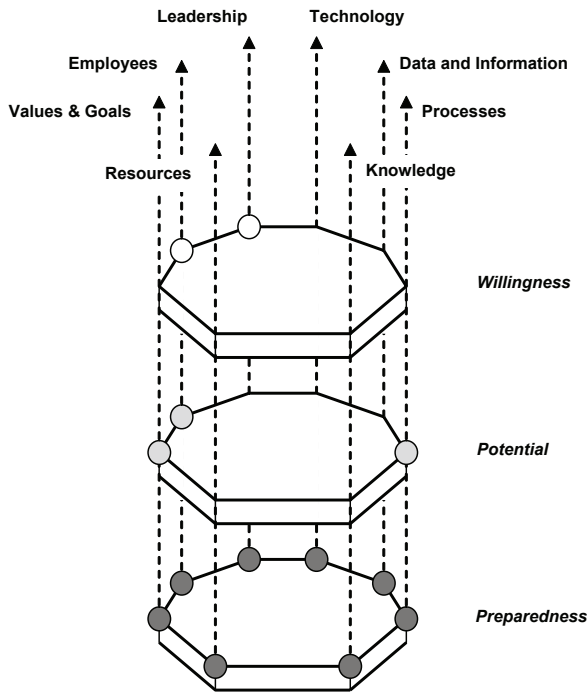 Leadership
Technology
Employees
Data and Information
Values & Goals
Processes
Resources
Knowledge
Willingness
Potential
Preparedness